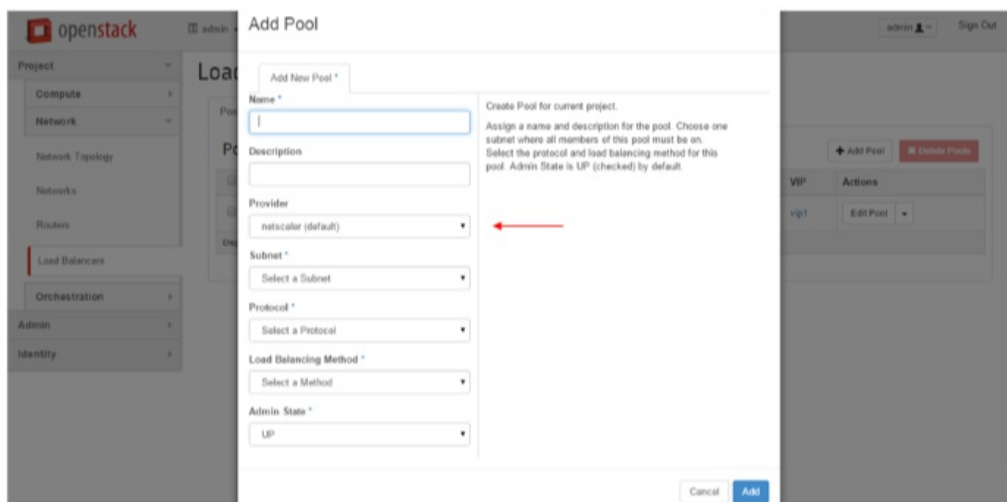 openstack
admin
admin
Sign Out
Project
Compute
Network
Network Topology
Networks
Routers
Load Balancers
Orchestration
Admin
Identity
Add Pool
Add New Pool *
Name *
Description
Provider
netscaler (default)
Subnet *
Select a Subnet
Protocol *
Select a Protocol
Load Balancing Method *
Select a Method
Admin State *
UP
Create Pool for current project.
Assign a name and description for the pool. Choose one
subnet where all members of this pool must be on.
Select the protocol and load balancing method for this
pool. Admin State is UP (checked) by default.
Cancel
Add
Load
Poo
Po
Add Pool
Delete Pools
VIP
Actions
vip1
Edit Pool